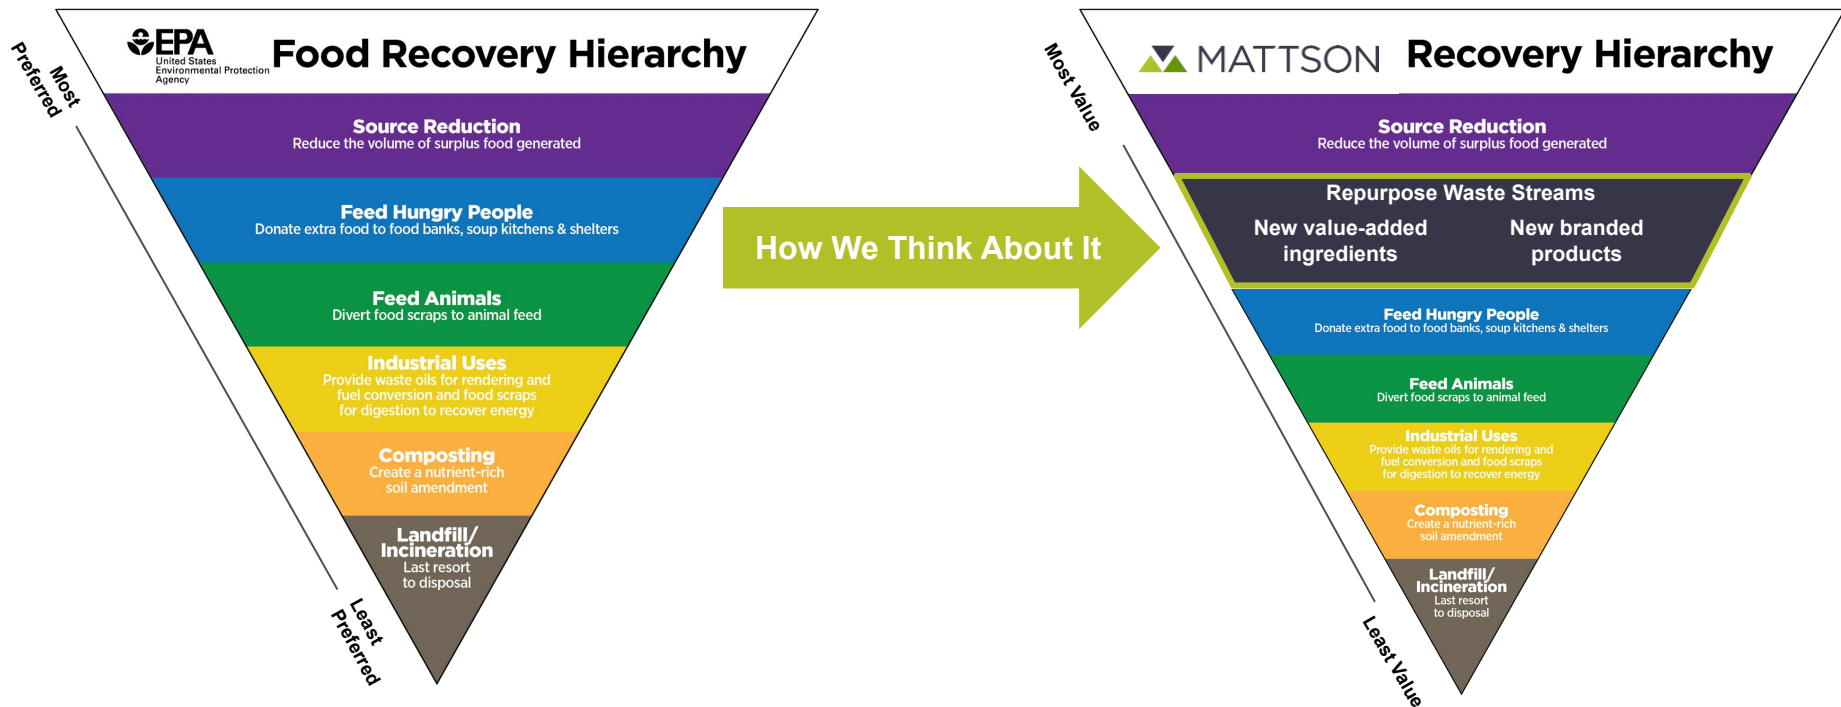 EPA
United States
Environmental Protection
Agency
Food Recovery Hierarchy
Most
Preferred
Source Reduction
Reduce the volume of surplus food generated
Feed Hungry People
Donate extra food to food banks, soup kitchens & shelters
Feed Animals
Divert food scraps to animal feed
Industrial Uses
Provide waste oils for rendering and
fuel conversion and food scraps
for digestion to recover energy
Composting
Create a nutrient-rich
soil amendment
Landfill/
Incineration
Last resort
to disposal
Least
Preferred
How We Think About It
MATTSON
Recovery Hierarchy
Most Value
Source Reduction
Reduce the volume of surplus food generated
Repurpose Waste Streams
New value-added
ingredients
New branded
products
Feed Hungry People
Donate extra food to food banks, soup kitchens & shelters
Feed Animals
Divert food scraps to animal feed
Industrial Uses
Provide waste oils for rendering and
fuel conversion and food scraps
for digestion to recover energy
Composting
Create a nutrient-rich
soil amendment
Landfill/
Incineration
Last resort
to disposal
Least Value